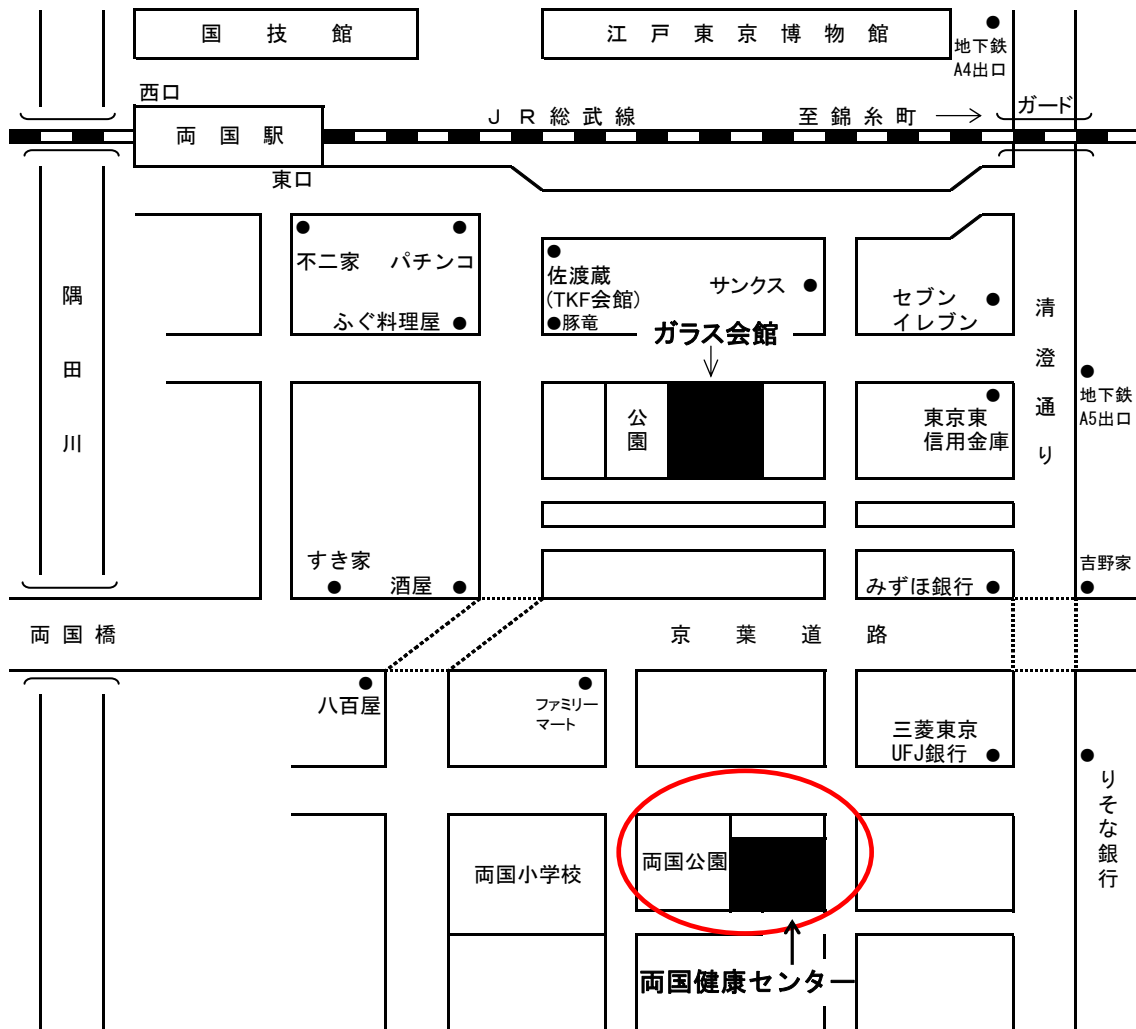 国技館
江戸東京博物館
地下鉄
A4出口
西口
両国駅
JR総武線
至錦糸町
ガード
東口
不二家
パチンコ
ふぐ料理屋
佐渡蔵
(TKF会館)
豚竜
サンクス
セブン
イレブン
ガラス会館
隅田川
清澄通り
公園
東京東
信用金庫
地下鉄
A5出口
すき家
酒屋
みずほ銀行
吉野家
両国橋
京葉道路
八百屋
ファミリー
マート
三菱東京
UFJ銀行
りそな銀行
両国小学校
両国公園
両国健康センター